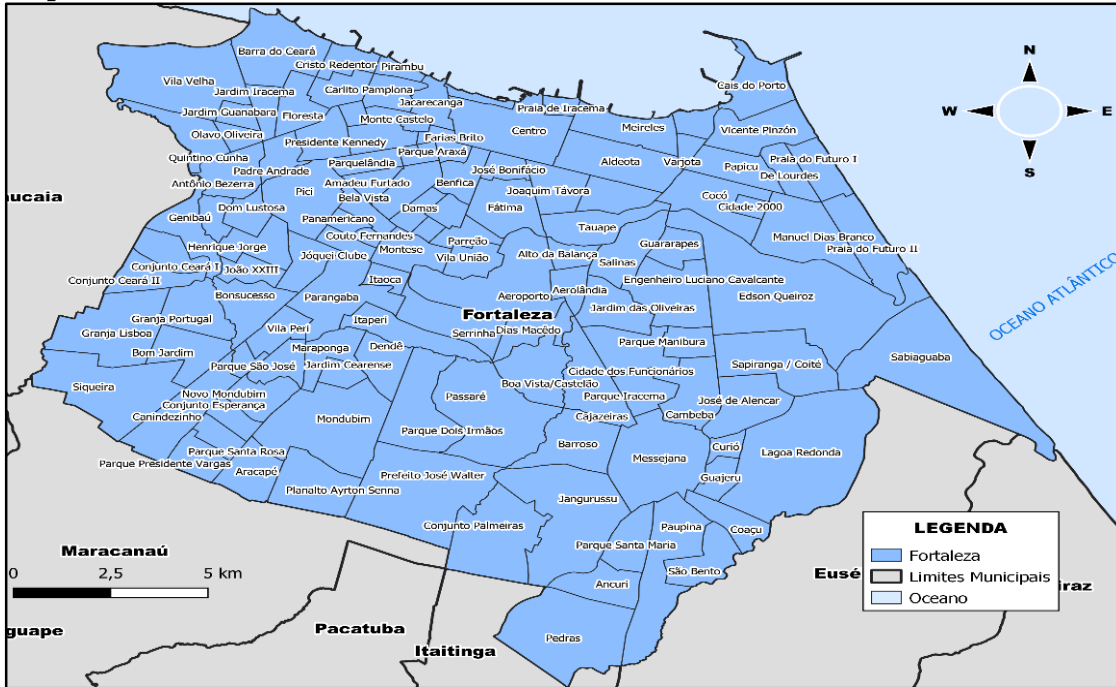 Barra do Ceará
Cristo Redentor
Pirambu
Vila Velha
Jardim Iracema
Carlito Pamplona
Jacarecanga
Praia de Iracema
Cais do Porto
Jardim Guanabara
Floresta
Monte Castelo
Centro
Meireles
Vicente Pinzón
Olavo Oliveira
Presidente Kennedy
Farias Brito
Parque Araxá
Quintino Cunha
Padre Andrade
Parquelândia
José Bonifácio
Aldeota
Varjota
Papicu
Praia do Futuro I
De Lourdes
Antônio Bezerra
Pici
Amadeu Furtado
Benfica
Joaquim Távora
Bela Vista
Cocó
Cidade 2000
Genibaú
Dom Lustosa
Panamericano
Damas
Fátima
Tauape
Couto Fernandes
Manuel Dias Branco
Praia do Futuro II
Henrique Jorge
Jóquei Clube
Montese
Parreão
Vila União
Alto da Balança
Guararapes
Salinas
Conjunto Ceará I
João XXIII
Conjunto Ceará II
Itaoca
Engenheiro Luciano Cavalcante
Bonsucesso
Parangaba
Aeroporto
Aerolândia
Edson Queiroz
Fortaleza
Jardim das Oliveiras
Granja Portugal
Granja Lisboa
Vila Peri
Itaperi
Serrinha
Dias Macêdo
Parque Manibura
Bom Jardim
Maraponga
Dendê
Sabiaguaba
Siqueira
Parque São José
Jardim Cearense
Cidade dos Funcionários
Sapiranga / Coité
Novo Mondubim
Boa Vista/Castelão
Conjunto Esperança
Passaré
Parque Iracema
José de Alencar
Canindezinho
Mondubim
Cajazeiras
Cambeba
Parque Dois Irmãos
Barroso
Curió
Parque Santa Rosa
Messejana
Lagoa Redonda
Parque Presidente Vargas
Aracapé
Prefeito José Walter
Guajeru
Planalto Ayrton Senna
Jangurussu
Conjunto Palmeiras
Paupina
Coaçu
Parque Santa Maria
São Bento
Ancuri
Pedras
N
W
E
S
OCEANO ATLÂNTICO
aucaia
Maracanaú
guape
Pacatuba
Itaitinga
Eusé
iraz
0 2,5 5 km
LEGENDA
Fortaleza
Limites Municipais
Oceano